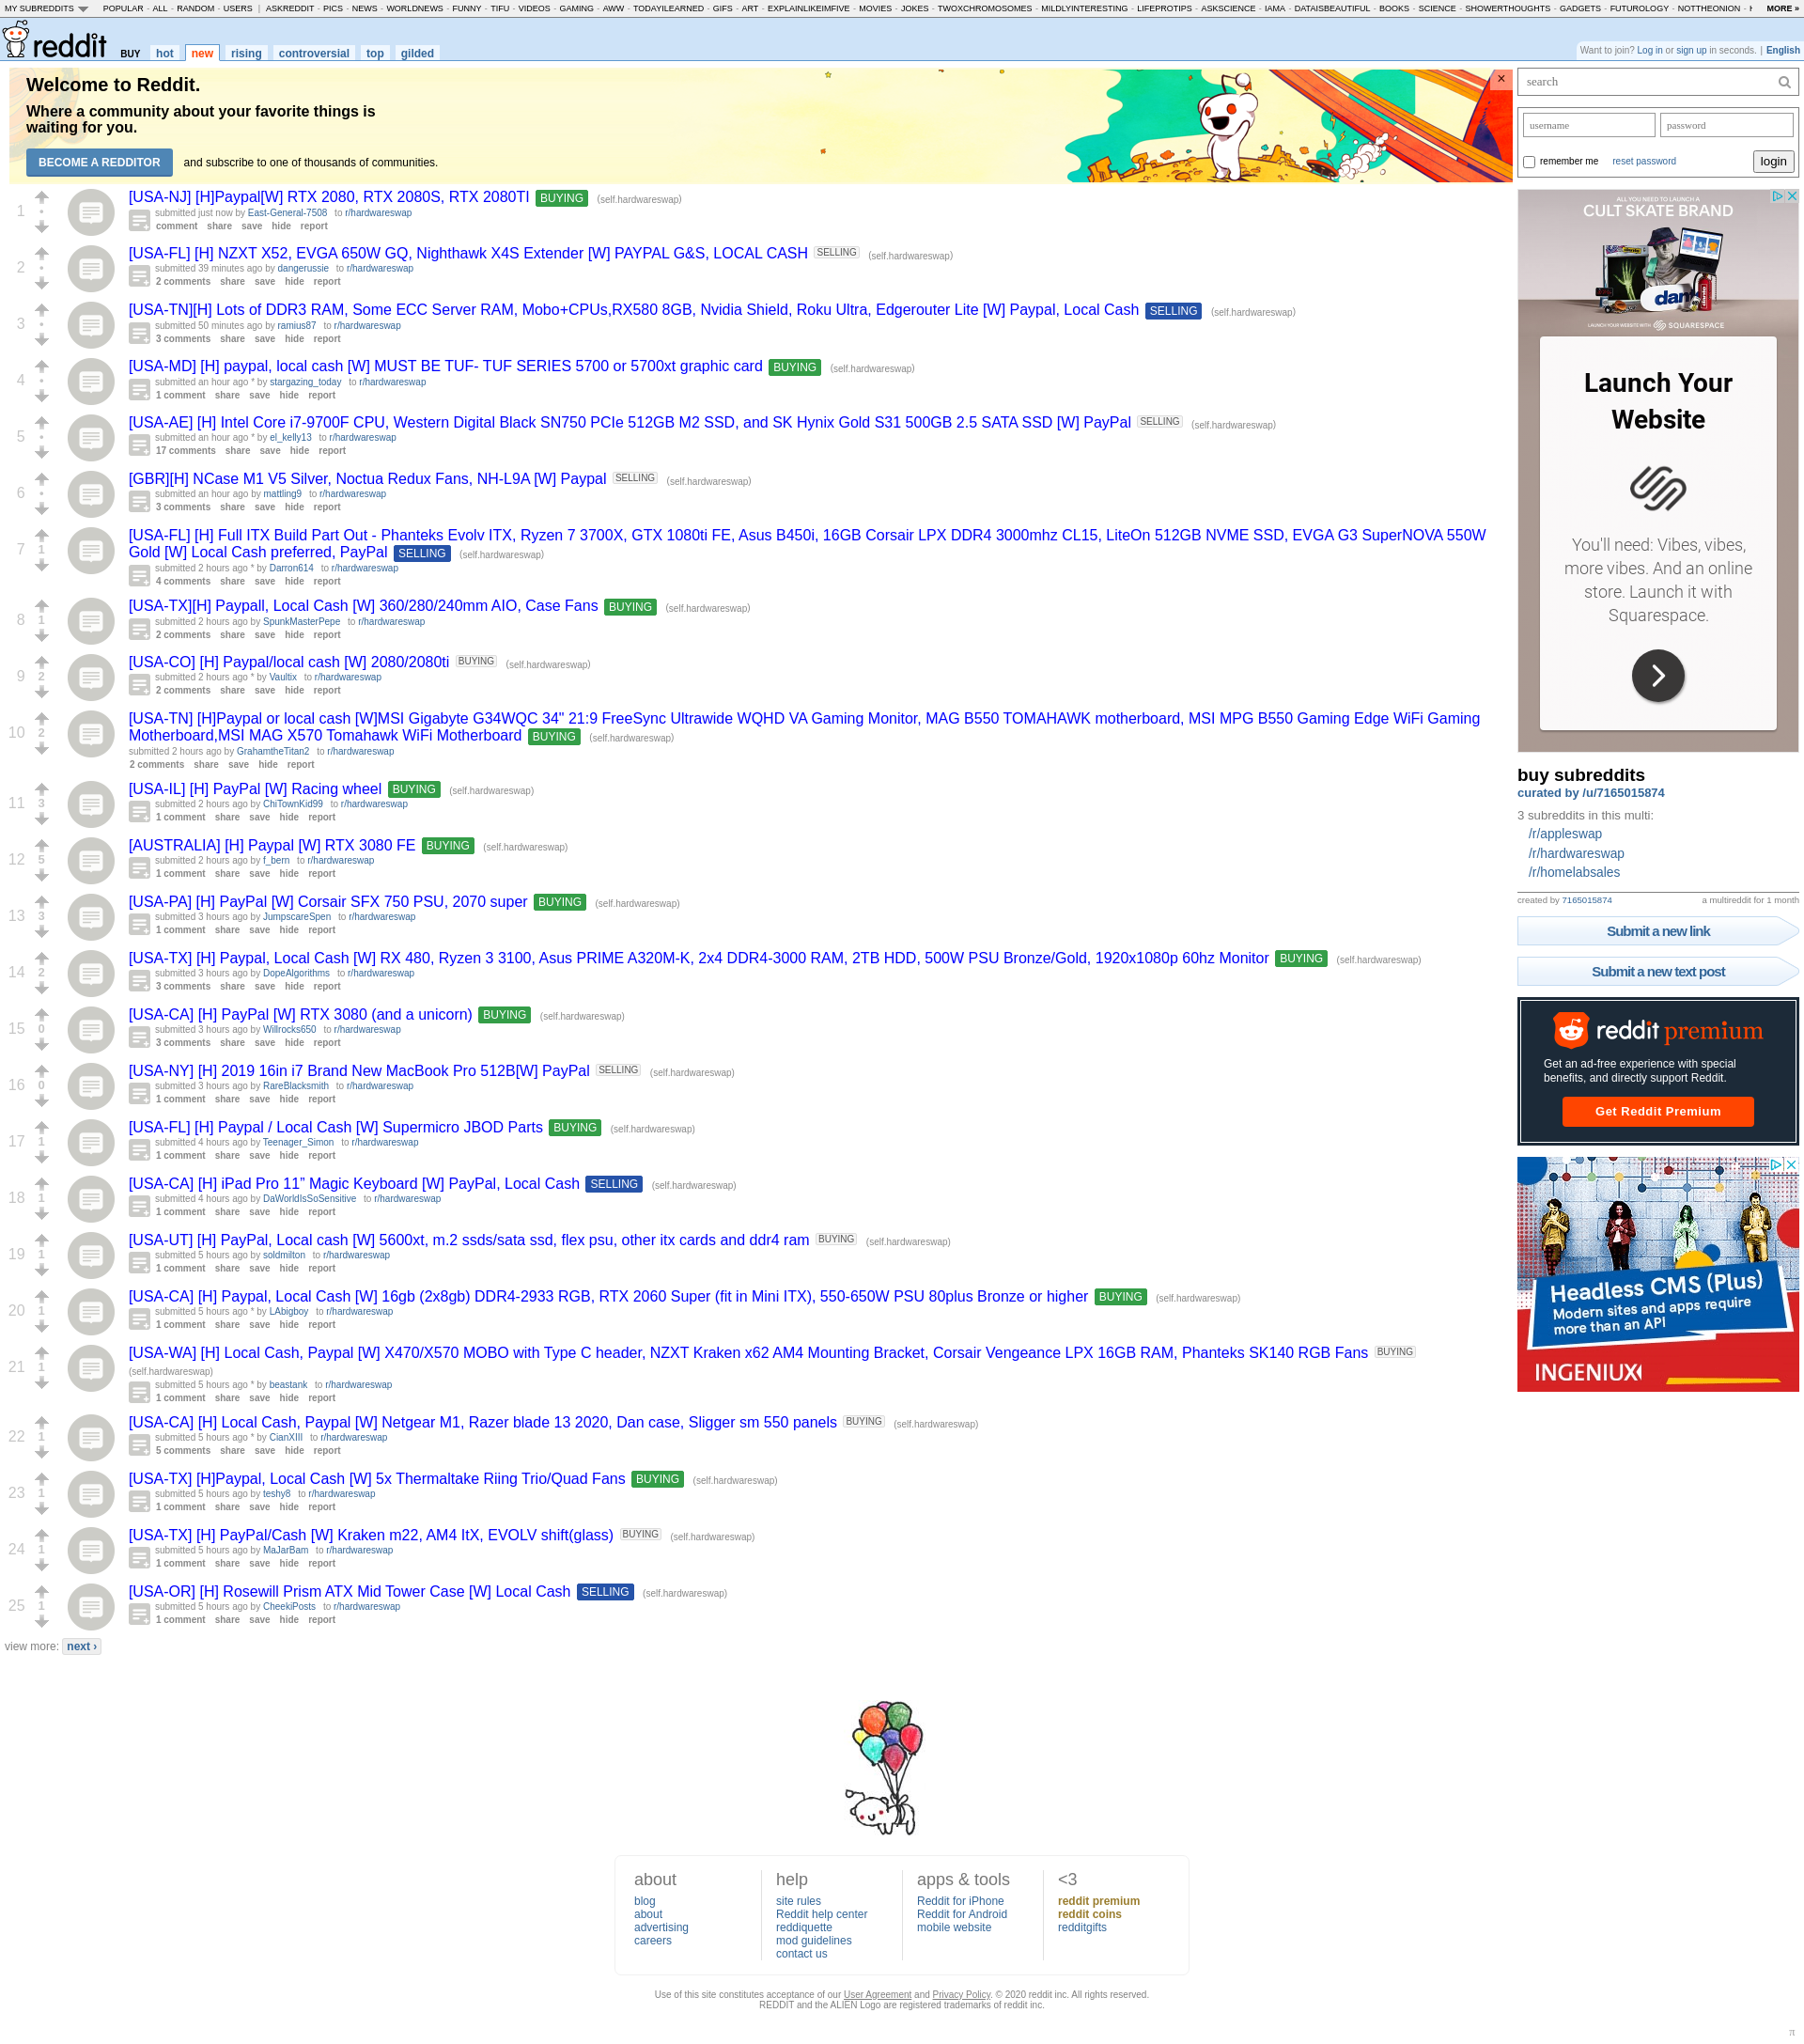 MY SUBREDDITS POPULAR - ALL - RANDOM - USERS | ASKREDDIT - PICS - NEWS - WORLDNEWS - FUNNY - TIFU - VIDEOS - GAMING - AWW - TODAYILEARNED - GIFS - ART - EXPLAINLIKEIMFIVE - MOVIES - JOKES - TWOXCHROMOSOMES - MILDLYINTERESTING - LIFEPROTIPS - ASKSCIENCE - IAMA - DATAISBEAUTIFUL - BOOKS - SCIENCE - SHOWERTHOUGHTS - GADGETS - FUTUROLOGY - NOTTHEONION - MORE »
reddit BUY hot new rising controversial top gilded
Want to join? Log in or sign up in seconds. | English
Welcome to Reddit.
Where a community about your favorite things is
waiting for you.
BECOME A REDDITOR and subscribe to one of thousands of communities.
×
1
[USA-NJ] [H]Paypal[W] RTX 2080, RTX 2080S, RTX 2080TI BUYING (self.hardwareswap)
submitted just now by East-General-7508 to r/hardwareswap
comment share save hide report
2
[USA-FL] [H] NZXT X52, EVGA 650W GQ, Nighthawk X4S Extender [W] PAYPAL G&S, LOCAL CASH SELLING (self.hardwareswap)
submitted 39 minutes ago by dangerussie to r/hardwareswap
2 comments share save hide report
3
[USA-TN][H] Lots of DDR3 RAM, Some ECC Server RAM, Mobo+CPUs,RX580 8GB, Nvidia Shield, Roku Ultra, Edgerouter Lite [W] Paypal, Local Cash SELLING (self.hardwareswap)
submitted 50 minutes ago by ramius87 to r/hardwareswap
3 comments share save hide report
4
[USA-MD] [H] paypal, local cash [W] MUST BE TUF- TUF SERIES 5700 or 5700xt graphic card BUYING (self.hardwareswap)
submitted an hour ago * by stargazing_today to r/hardwareswap
1 comment share save hide report
5
[USA-AE] [H] Intel Core i7-9700F CPU, Western Digital Black SN750 PCIe 512GB M2 SSD, and SK Hynix Gold S31 500GB 2.5 SATA SSD [W] PayPal SELLING (self.hardwareswap)
submitted an hour ago * by el_kelly13 to r/hardwareswap
17 comments share save hide report
6
[GBR][H] NCase M1 V5 Silver, Noctua Redux Fans, NH-L9A [W] Paypal SELLING (self.hardwareswap)
submitted an hour ago by mattling9 to r/hardwareswap
3 comments share save hide report
7 1
[USA-FL] [H] Full ITX Build Part Out - Phanteks Evolv ITX, Ryzen 7 3700X, GTX 1080ti FE, Asus B450i, 16GB Corsair LPX DDR4 3000mhz CL15, LiteOn 512GB NVME SSD, EVGA G3 SuperNOVA 550W
Gold [W] Local Cash preferred, PayPal SELLING (self.hardwareswap)
submitted 2 hours ago * by Darron614 to r/hardwareswap
4 comments share save hide report
8 1
[USA-TX][H] Paypall, Local Cash [W] 360/280/240mm AIO, Case Fans BUYING (self.hardwareswap)
submitted 2 hours ago by SpunkMasterPepe to r/hardwareswap
2 comments share save hide report
9 2
[USA-CO] [H] Paypal/local cash [W] 2080/2080ti BUYING (self.hardwareswap)
submitted 2 hours ago * by Vaultix to r/hardwareswap
2 comments share save hide report
10 2
[USA-TN] [H]Paypal or local cash [W]MSI Gigabyte G34WQC 34" 21:9 FreeSync Ultrawide WQHD VA Gaming Monitor, MAG B550 TOMAHAWK motherboard, MSI MPG B550 Gaming Edge WiFi Gaming
Motherboard,MSI MAG X570 Tomahawk WiFi Motherboard BUYING (self.hardwareswap)
submitted 2 hours ago by GrahamtheTitan2 to r/hardwareswap
2 comments share save hide report
11 3
[USA-IL] [H] PayPal [W] Racing wheel BUYING (self.hardwareswap)
submitted 2 hours ago by ChiTownKid99 to r/hardwareswap
1 comment share save hide report
12 5
[AUSTRALIA] [H] Paypal [W] RTX 3080 FE BUYING (self.hardwareswap)
submitted 2 hours ago by f_bern to r/hardwareswap
1 comment share save hide report
13 3
[USA-PA] [H] PayPal [W] Corsair SFX 750 PSU, 2070 super BUYING (self.hardwareswap)
submitted 3 hours ago by JumpscareSpen to r/hardwareswap
1 comment share save hide report
14 2
[USA-TX] [H] Paypal, Local Cash [W] RX 480, Ryzen 3 3100, Asus PRIME A320M-K, 2x4 DDR4-3000 RAM, 2TB HDD, 500W PSU Bronze/Gold, 1920x1080p 60hz Monitor BUYING (self.hardwareswap)
submitted 3 hours ago by DopeAlgorithms to r/hardwareswap
3 comments share save hide report
15 0
[USA-CA] [H] PayPal [W] RTX 3080 (and a unicorn) BUYING (self.hardwareswap)
submitted 3 hours ago by Willrocks650 to r/hardwareswap
3 comments share save hide report
16 0
[USA-NY] [H] 2019 16in i7 Brand New MacBook Pro 512B[W] PayPal SELLING (self.hardwareswap)
submitted 3 hours ago by RareBlacksmith to r/hardwareswap
1 comment share save hide report
17 1
[USA-FL] [H] Paypal / Local Cash [W] Supermicro JBOD Parts BUYING (self.hardwareswap)
submitted 4 hours ago by Teenager_Simon to r/hardwareswap
1 comment share save hide report
18 1
[USA-CA] [H] iPad Pro 11” Magic Keyboard [W] PayPal, Local Cash SELLING (self.hardwareswap)
submitted 4 hours ago by DaWorldIsSoSensitive to r/hardwareswap
1 comment share save hide report
19 1
[USA-UT] [H] PayPal, Local cash [W] 5600xt, m.2 ssds/sata ssd, flex psu, other itx cards and ddr4 ram BUYING (self.hardwareswap)
submitted 5 hours ago by soldmilton to r/hardwareswap
1 comment share save hide report
20 1
[USA-CA] [H] Paypal, Local Cash [W] 16gb (2x8gb) DDR4-2933 RGB, RTX 2060 Super (fit in Mini ITX), 550-650W PSU 80plus Bronze or higher BUYING (self.hardwareswap)
submitted 5 hours ago * by LAbigboy to r/hardwareswap
1 comment share save hide report
21 1
[USA-WA] [H] Local Cash, Paypal [W] X470/X570 MOBO with Type C header, NZXT Kraken x62 AM4 Mounting Bracket, Corsair Vengeance LPX 16GB RAM, Phanteks SK140 RGB Fans BUYING
(self.hardwareswap)
submitted 5 hours ago * by beastank to r/hardwareswap
1 comment share save hide report
22 1
[USA-CA] [H] Local Cash, Paypal [W] Netgear M1, Razer blade 13 2020, Dan case, Sligger sm 550 panels BUYING (self.hardwareswap)
submitted 5 hours ago * by CianXIII to r/hardwareswap
5 comments share save hide report
23 1
[USA-TX] [H]Paypal, Local Cash [W] 5x Thermaltake Riing Trio/Quad Fans BUYING (self.hardwareswap)
submitted 5 hours ago by teshy8 to r/hardwareswap
1 comment share save hide report
24 1
[USA-TX] [H] PayPal/Cash [W] Kraken m22, AM4 ItX, EVOLV shift(glass) BUYING (self.hardwareswap)
submitted 5 hours ago by MaJarBam to r/hardwareswap
1 comment share save hide report
25 1
[USA-OR] [H] Rosewill Prism ATX Mid Tower Case [W] Local Cash SELLING (self.hardwareswap)
submitted 5 hours ago by CheekiPosts to r/hardwareswap
1 comment share save hide report
view more: next ›
search
username password
remember me reset password login
ALL YOU NEED TO LAUNCH A
CULT SKATE BRAND
dank
LAUNCH YOUR WEBSITE WITH SQUARESPACE
Launch Your
Website
You'll need: Vibes, vibes,
more vibes. And an online
store. Launch it with
Squarespace.
buy subreddits
curated by /u/7165015874
3 subreddits in this multi:
/r/appleswap
/r/hardwareswap
/r/homelabsales
created by 7165015874 a multireddit for 1 month
Submit a new link
Submit a new text post
reddit premium
Get an ad-free experience with special
benefits, and directly support Reddit.
Get Reddit Premium
Headless CMS (Plus)
Modern sites and apps require
more than an API
INGENIUX
about
blog
about
advertising
careers
help
site rules
Reddit help center
reddiquette
mod guidelines
contact us
apps & tools
Reddit for iPhone
Reddit for Android
mobile website
<3
reddit premium
reddit coins
redditgifts
Use of this site constitutes acceptance of our User Agreement and Privacy Policy. © 2020 reddit inc. All rights reserved.
REDDIT and the ALIEN Logo are registered trademarks of reddit inc.
π